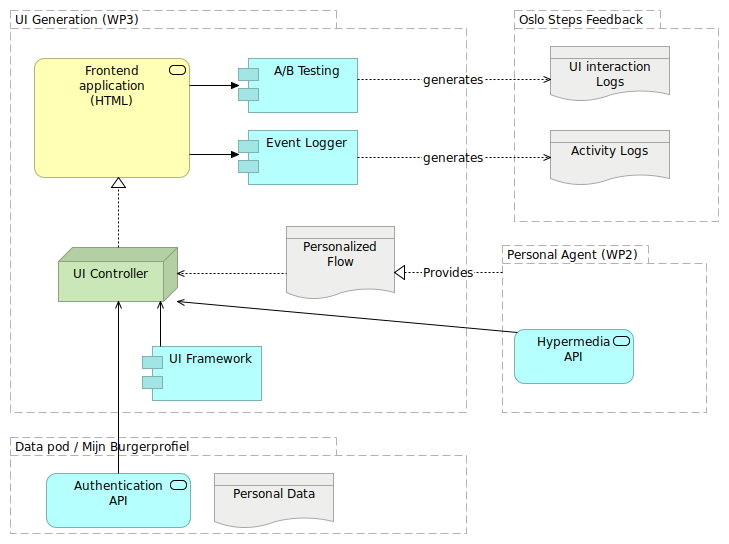 UI Generation (WP3)
Oslo Steps Feedback
Frontend
application
(HTML)
A/B Testing
generates
UI interaction
Logs
Event Logger
generates
Activity Logs
UI Controller
Personalized
Flow
Provides
Personal Agent (WP2)
Hypermedia
API
UI Framework
Data pod / Mijn Burgerprofiel
Authentication
API
Personal Data